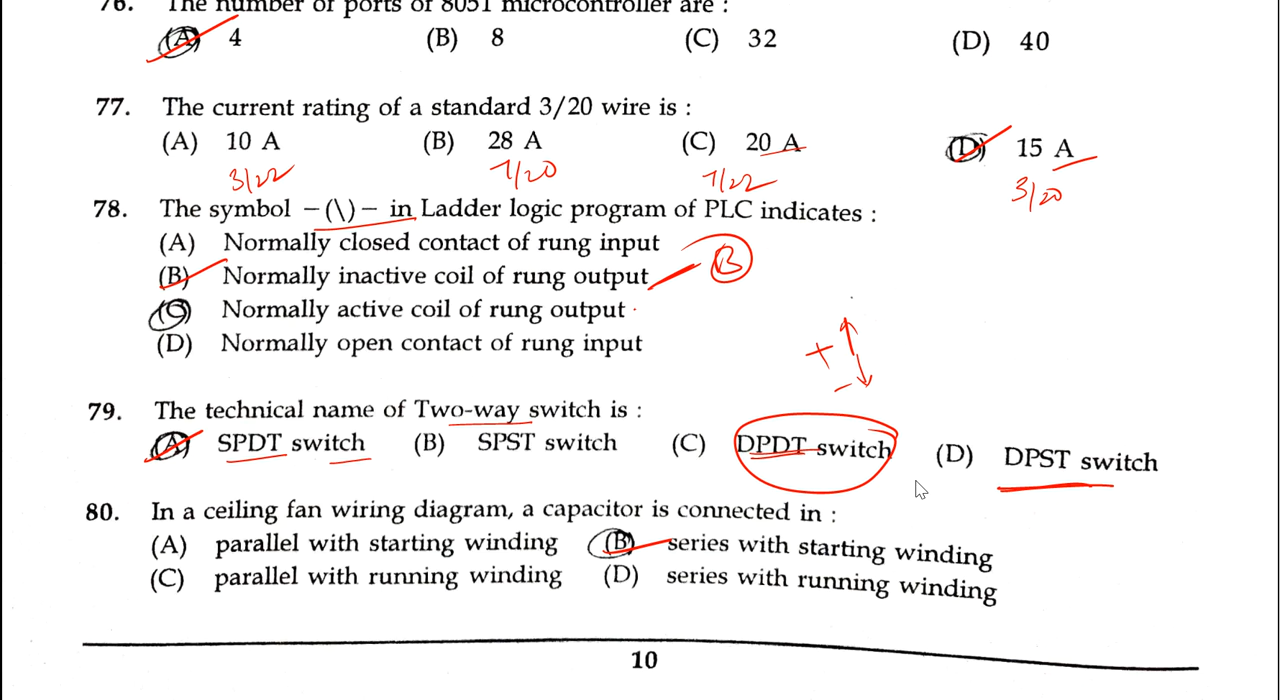 76. The number of ports of 8051 microcontroller are :
(A) 4 (B) 8 (C) 32 (D) 40
77. The current rating of a standard 3/20 wire is :
(A) 10 A (B) 28 A (C) 20 A (D) 15 A
3/22 7/20 7/22 3/20
78. The symbol –(\)– in Ladder logic program of PLC indicates :
(A) Normally closed contact of rung input
(B) Normally inactive coil of rung output B
(C) Normally active coil of rung output
(D) Normally open contact of rung input
+
-
79. The technical name of Two-way switch is :
(A) SPDT switch (B) SPST switch (C) DPDT switch (D) DPST switch
80. In a ceiling fan wiring diagram, a capacitor is connected in :
(A) parallel with starting winding (B) series with starting winding
(C) parallel with running winding (D) series with running winding
10